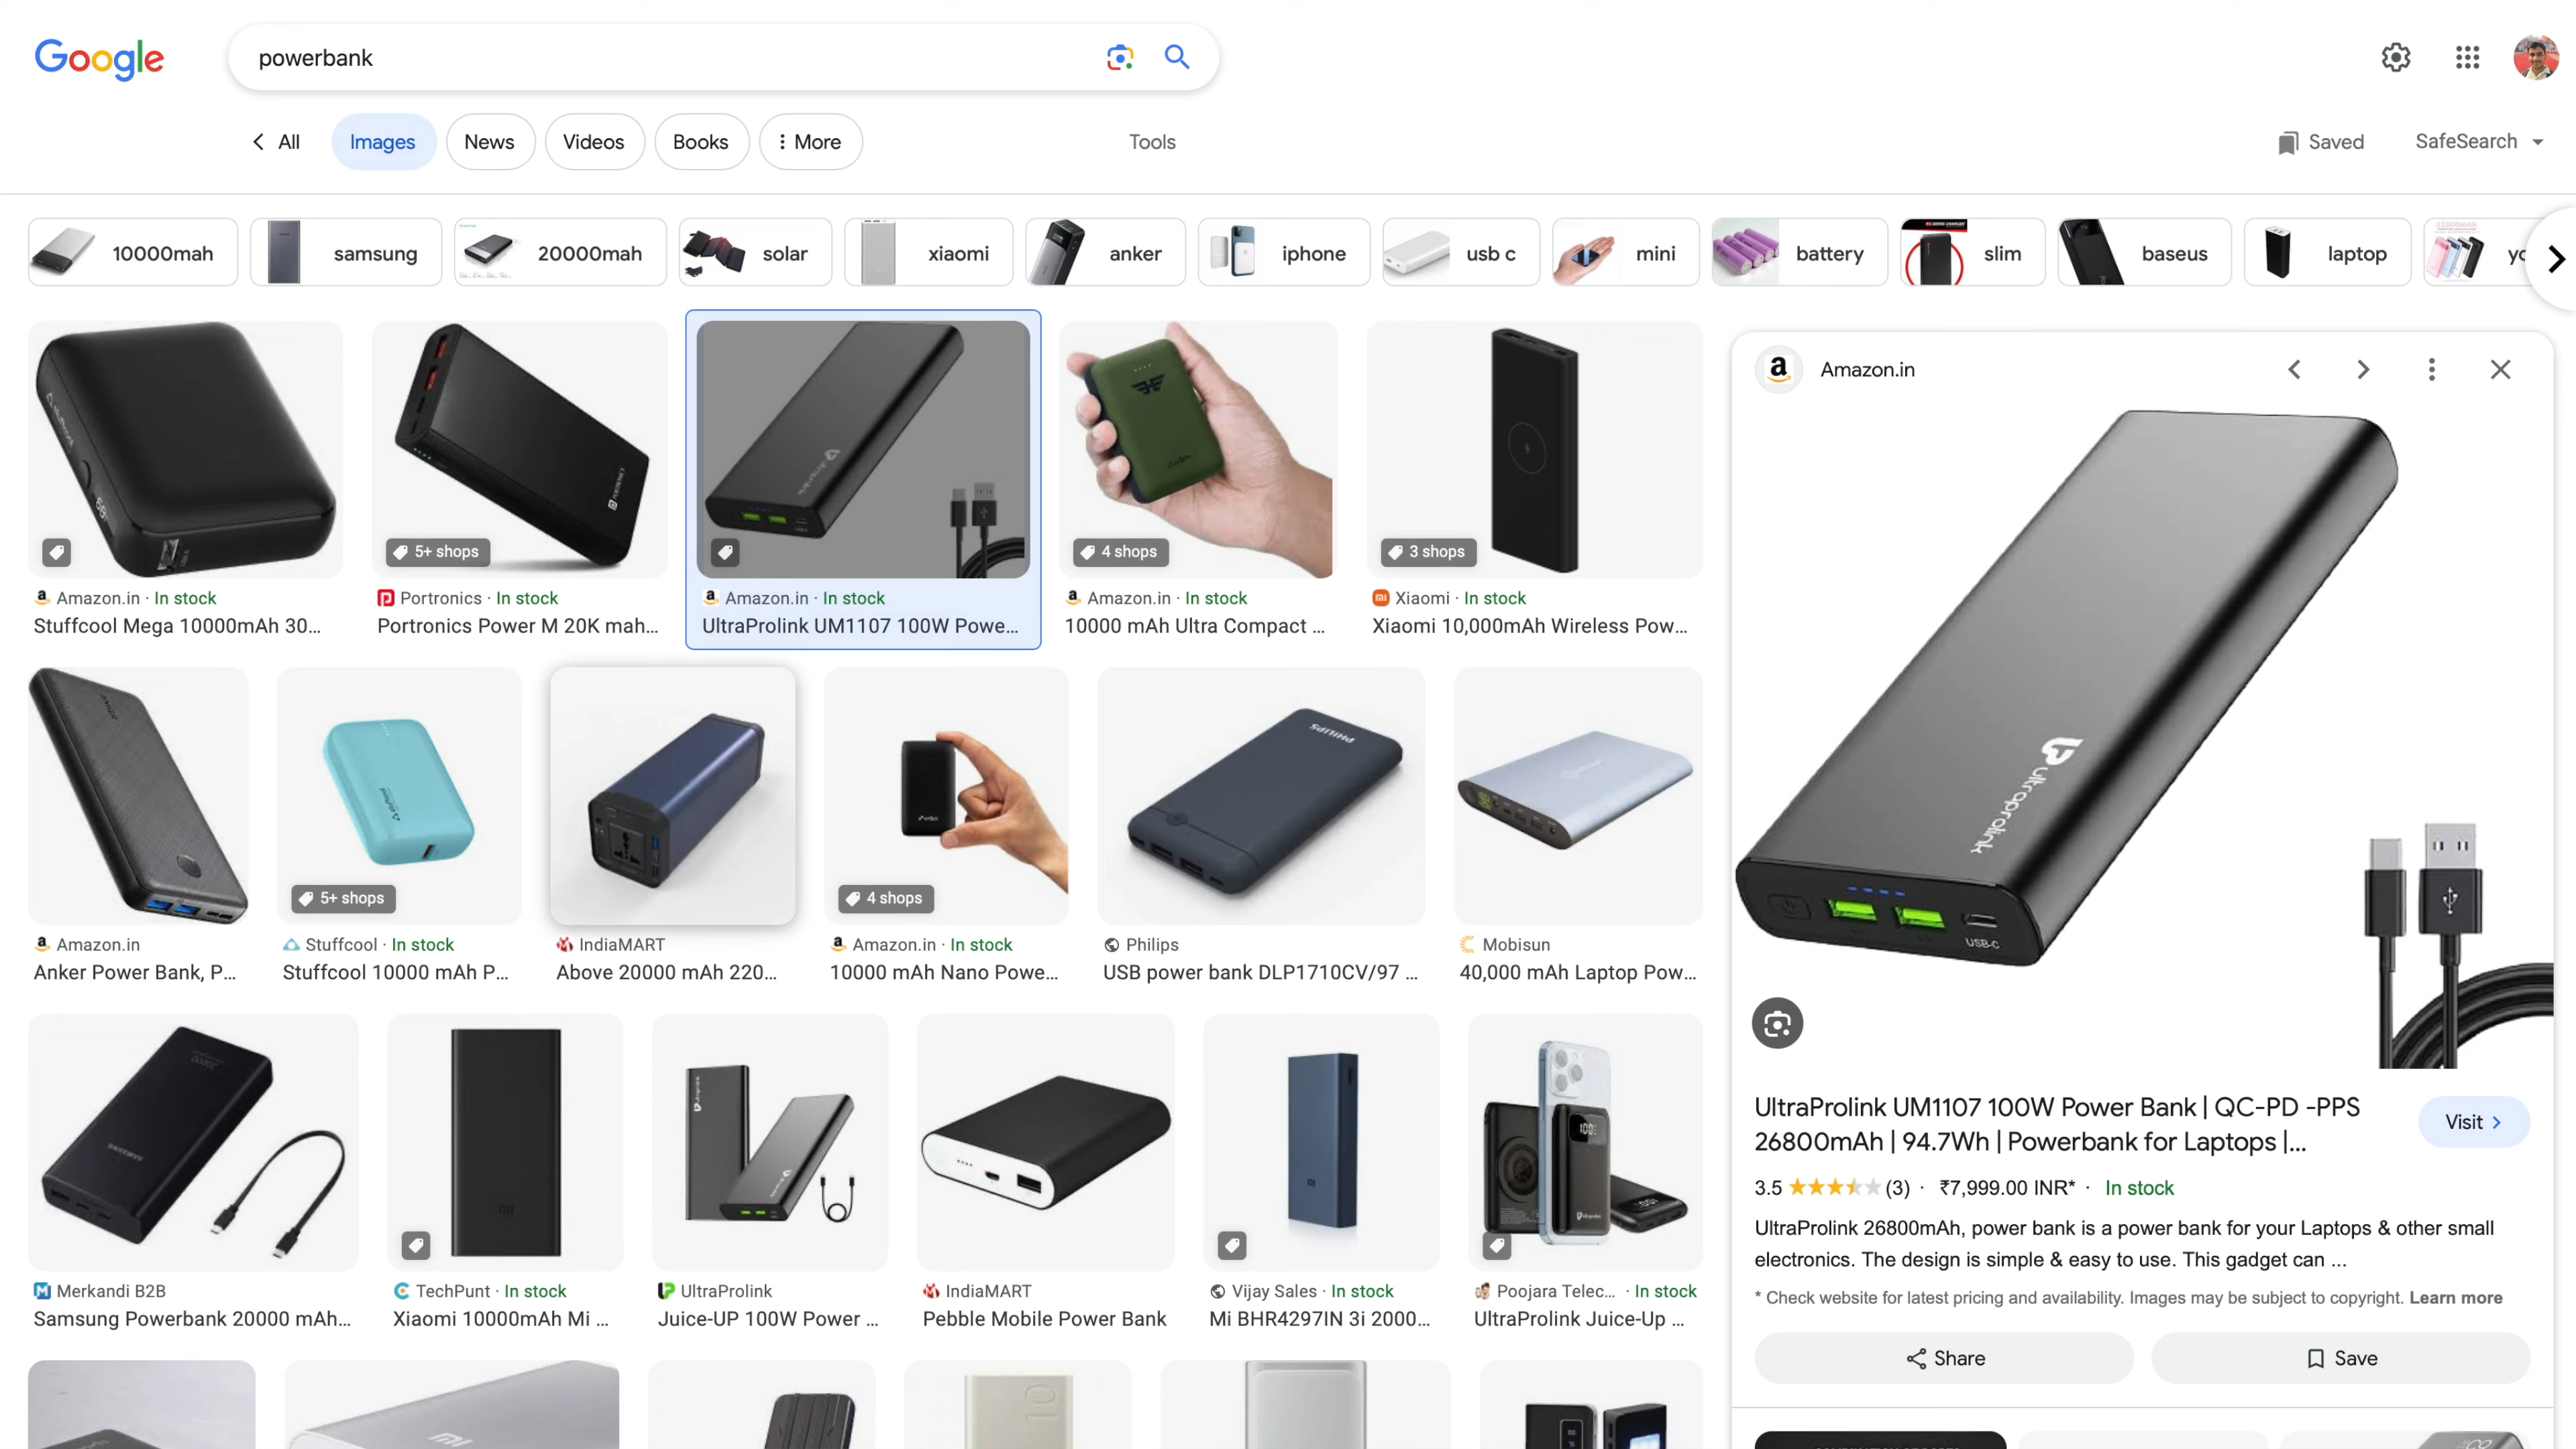 Google
powerbank
All
Images
News
Videos
Books
More
Tools
Saved
SafeSearch
10000mah
samsung
20000mah
solar
xiaomi
anker
iphone
usb c
mini
battery
slim
baseus
laptop
yo
5+ shops
4 shops
3 shops
Amazon.in · In stock
Stuffcool Mega 10000mAh 30...
Portronics · In stock
Portronics Power M 20K mah...
Amazon.in · In stock
UltraProlink UM1107 100W Powe...
Amazon.in · In stock
10000 mAh Ultra Compact ...
Xiaomi · In stock
Xiaomi 10,000mAh Wireless Pow...
PHILIPS
5+ shops
4 shops
Amazon.in
Anker Power Bank, P...
Stuffcool · In stock
Stuffcool 10000 mAh P...
IndiaMART
Above 20000 mAh 220...
Amazon.in · In stock
10000 mAh Nano Powe...
Philips
USB power bank DLP1710CV/97 ...
Mobisun
40,000 mAh Laptop Pow...
SAMSUNG
Merkandi B2B
Samsung Powerbank 20000 mAh...
TechPunt · In stock
Xiaomi 10000mAh Mi ...
UltraProlink
Juice-UP 100W Power ...
IndiaMART
Pebble Mobile Power Bank
Vijay Sales · In stock
Mi BHR4297IN 3i 2000...
Poojara Telec... · In stock
UltraProlink Juice-Up ...
Amazon.in
ultraprolink
USB-C
UltraProlink UM1107 100W Power Bank | QC-PD -PPS
26800mAh | 94.7Wh | Powerbank for Laptops |...
Visit
3.5 (3) · ₹7,999.00 INR* · In stock
UltraProlink 26800mAh, power bank is a power bank for your Laptops & other small
electronics. The design is simple & easy to use. This gadget can ...
* Check website for latest pricing and availability. Images may be subject to copyright. Learn more
Share
Save